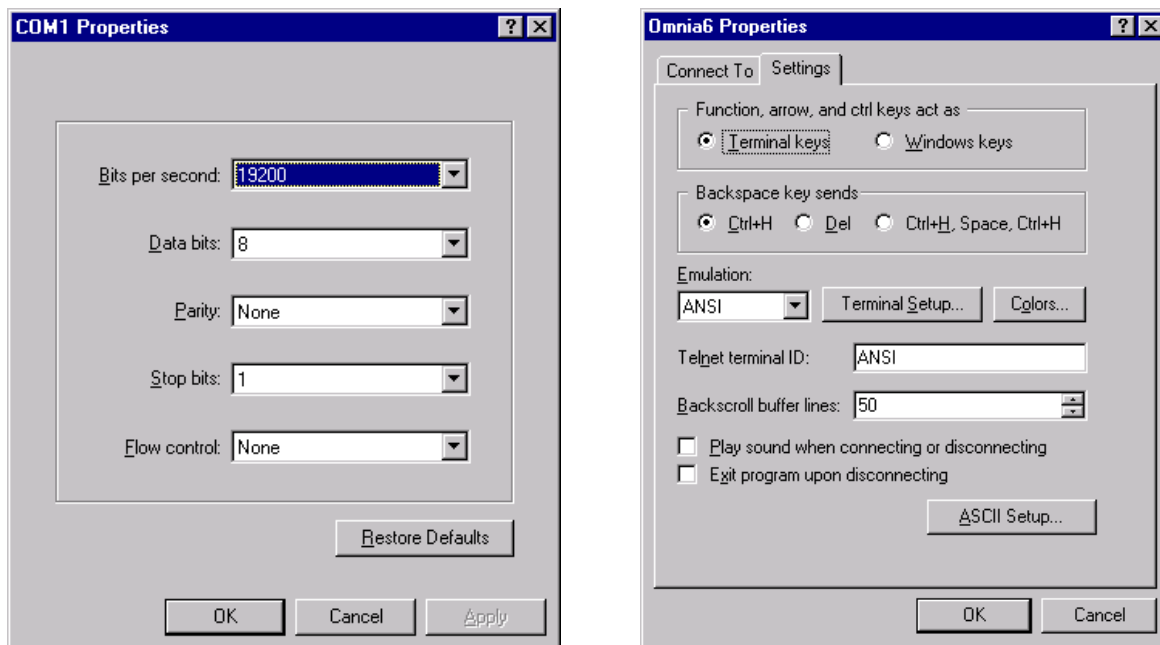 COM1 Properties
Bits per second: 19200
Data bits: 8
Parity: None
Stop bits: 1
Flow control: None
Restore Defaults
OK Cancel Apply
Omnia6 Properties
Connect To Settings
Function, arrow, and ctrl keys act as
Terminal keys Windows keys
Backspace key sends
Ctrl+H Del Ctrl+H, Space, Ctrl+H
Emulation:
ANSI Terminal Setup... Colors...
Telnet terminal ID: ANSI
Backscroll buffer lines: 50
Play sound when connecting or disconnecting
Exit program upon disconnecting
ASCII Setup...
OK Cancel